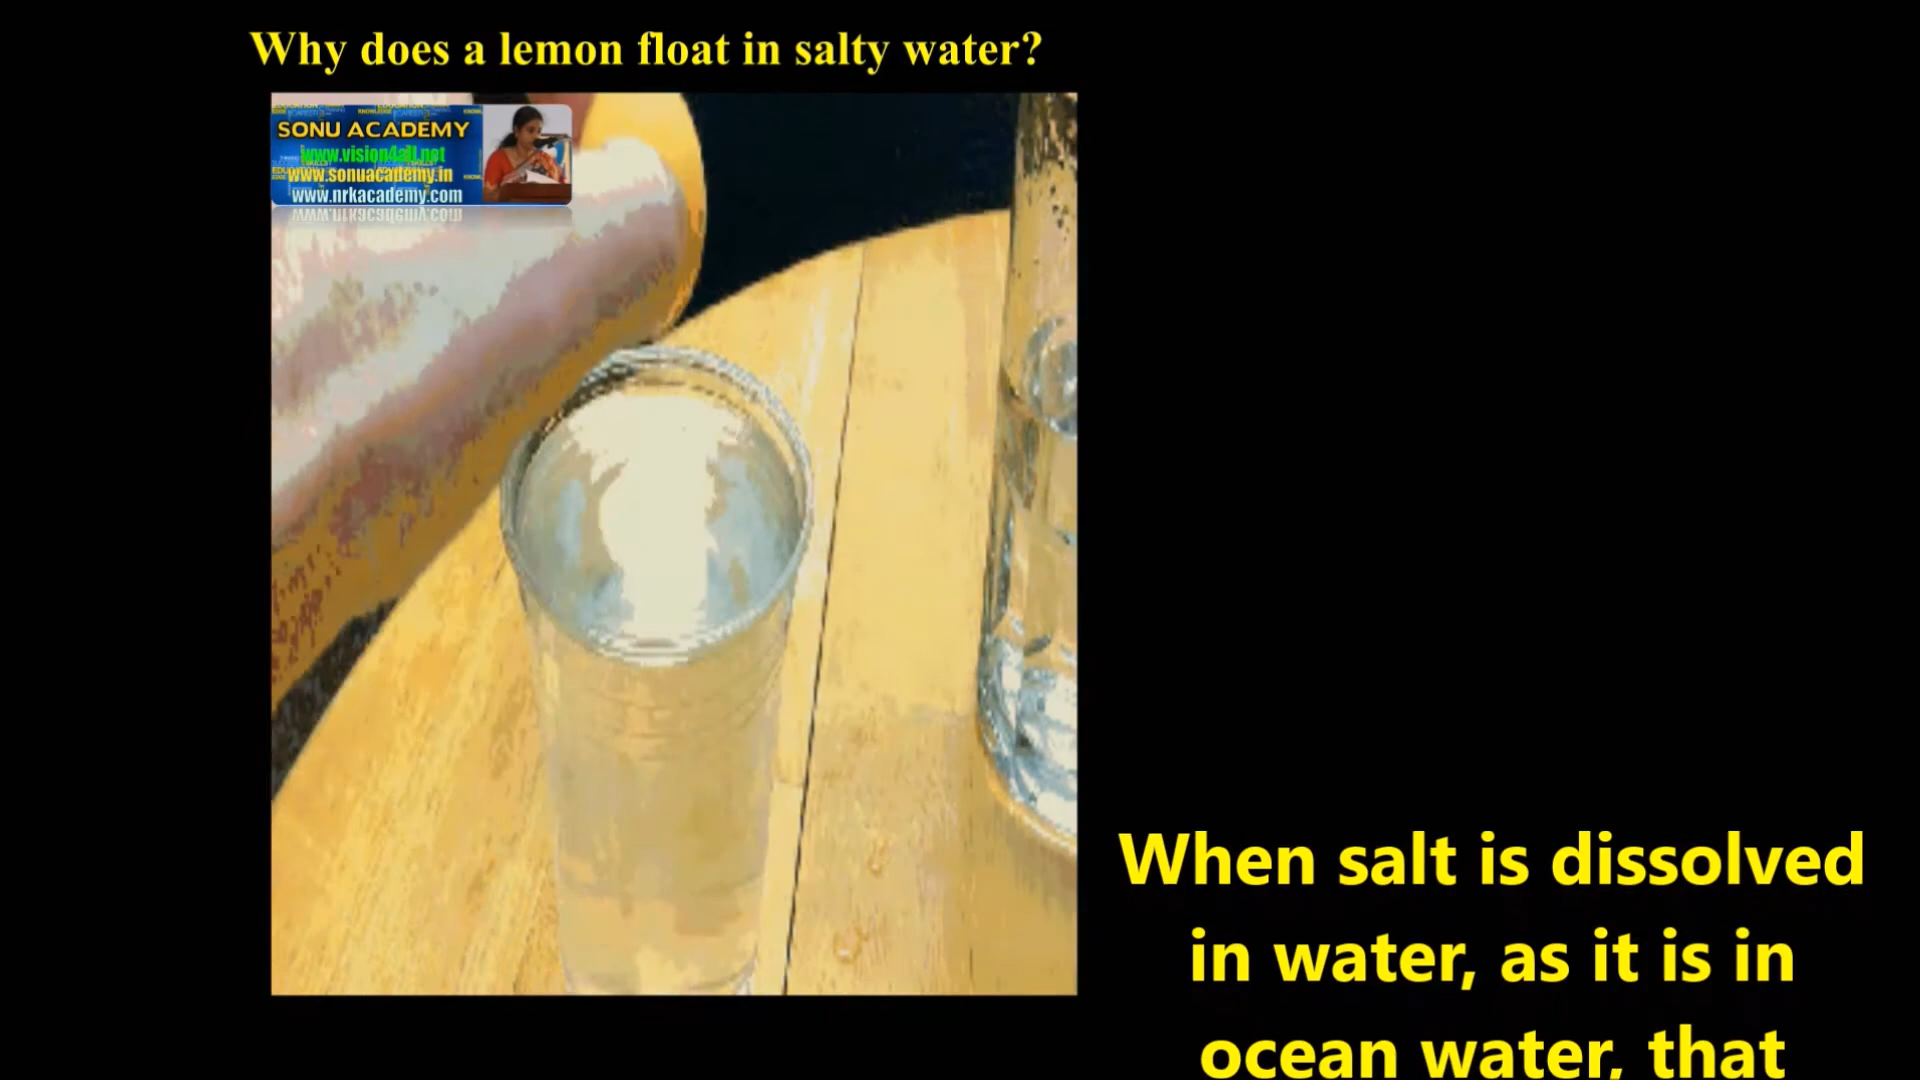 Why does a lemon float in salty water?
SONU ACADEMY
www.vision4all.net
www.sonuacademy.in
www.nrkacademy.com
When salt is dissolved
in water, as it is in
ocean water, that